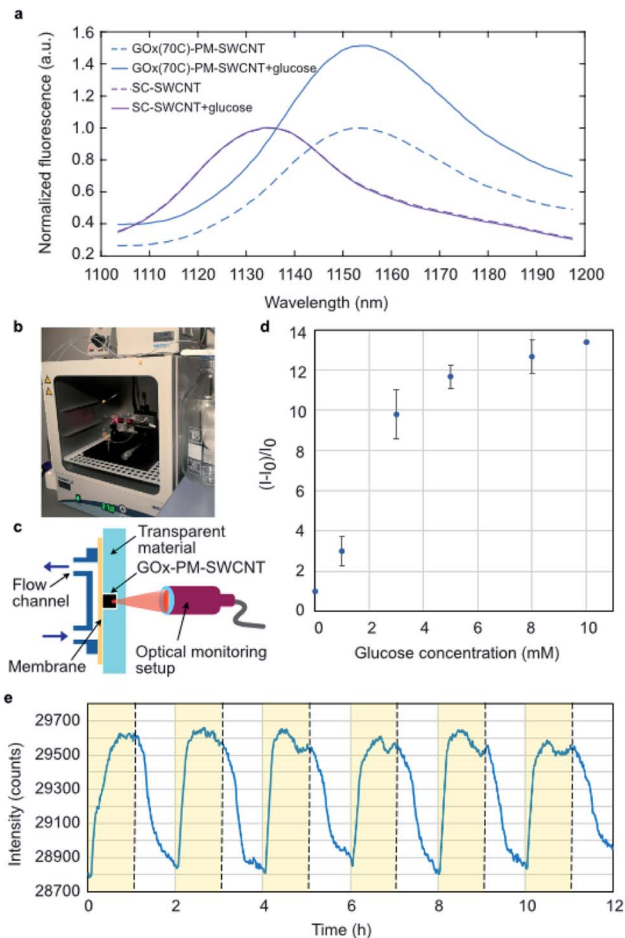 a
Normalized fluorescence (a.u.)
1.6
1.4
1.2
1.0
0.8
0.6
0.4
0.2
GOx(70C)-PM-SWCNT
GOx(70C)-PM-SWCNT+glucose
SC-SWCNT
SC-SWCNT+glucose
1100 1110 1120 1130 1140 1150 1160 1170 1180 1190 1200
Wavelength (nm)
b
c
Transparent
material
GOx-PM-SWCNT
Flow
channel
Membrane
Optical monitoring
setup
d
(I-I0)/I0
14
12
10
8
6
4
2
0
0 2 4 6 8 10
Glucose concentration (mM)
e
Intensity (counts)
29700
29500
29300
29100
28900
28700
0 2 4 6 8 10 12
Time (h)